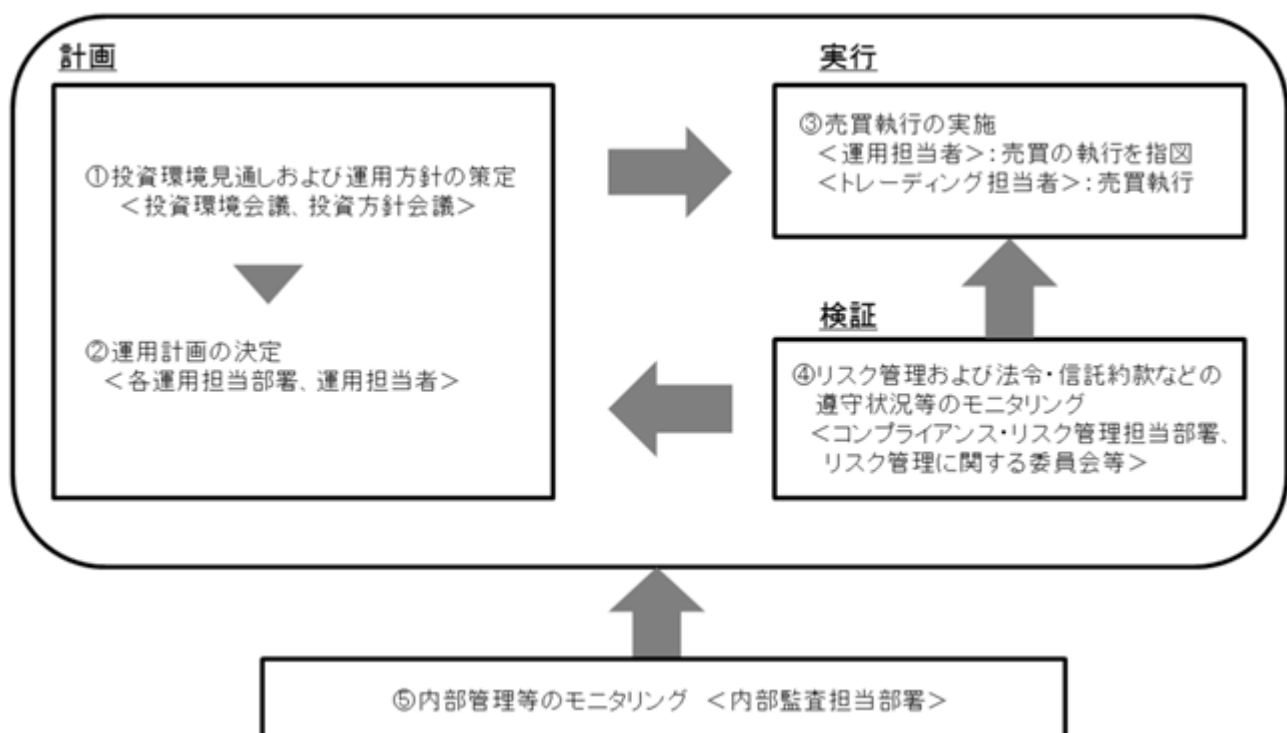 計画
①投資環境見通しおよび運用方針の策定
＜投資環境会議、投資方針会議＞
②運用計画の決定
＜各運用担当部署、運用担当者＞
実行
③売買執行の実施
＜運用担当者＞：売買の執行を指図
＜トレーディング担当者＞：売買執行
検証
④リスク管理および法令・信託約款などの
遵守状況等のモニタリング
＜コンプライアンス・リスク管理担当部署、
リスク管理に関する委員会等＞
⑤内部管理等のモニタリング ＜内部監査担当部署＞